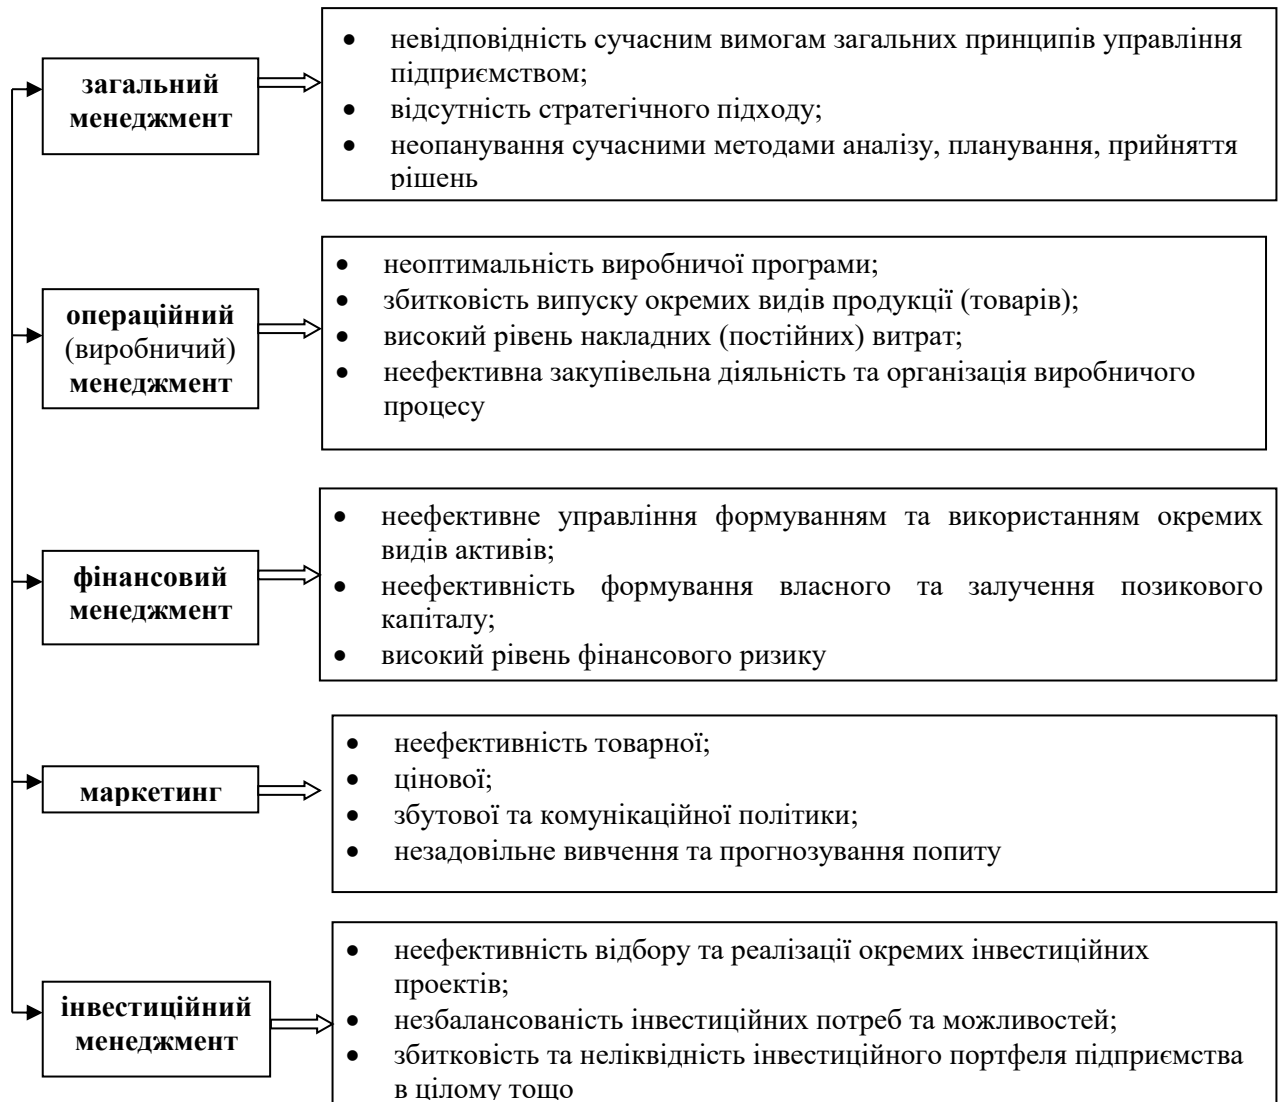 загальний
менеджмент
• невідповідність сучасним вимогам загальних принципів управління
підприємством;
• відсутність стратегічного підходу;
• неопанування сучасними методами аналізу, планування, прийняття
рішень
операційний
(виробничий)
менеджмент
• неоптимальність виробничої програми;
• збитковість випуску окремих видів продукції (товарів);
• високий рівень накладних (постійних) витрат;
• неефективна закупівельна діяльність та організація виробничого
процесу
фінансовий
менеджмент
• неефективне управління формуванням та використанням окремих
видів активів;
• неефективність формування власного та залучення позикового
капіталу;
• високий рівень фінансового ризику
маркетинг
• неефективність товарної;
• цінової;
• збутової та комунікаційної політики;
• незадовільне вивчення та прогнозування попиту
інвестиційний
менеджмент
• неефективність відбору та реалізації окремих інвестиційних
проектів;
• незбалансованість інвестиційних потреб та можливостей;
• збитковість та неліквідність інвестиційного портфеля підприємства
в цілому тощо